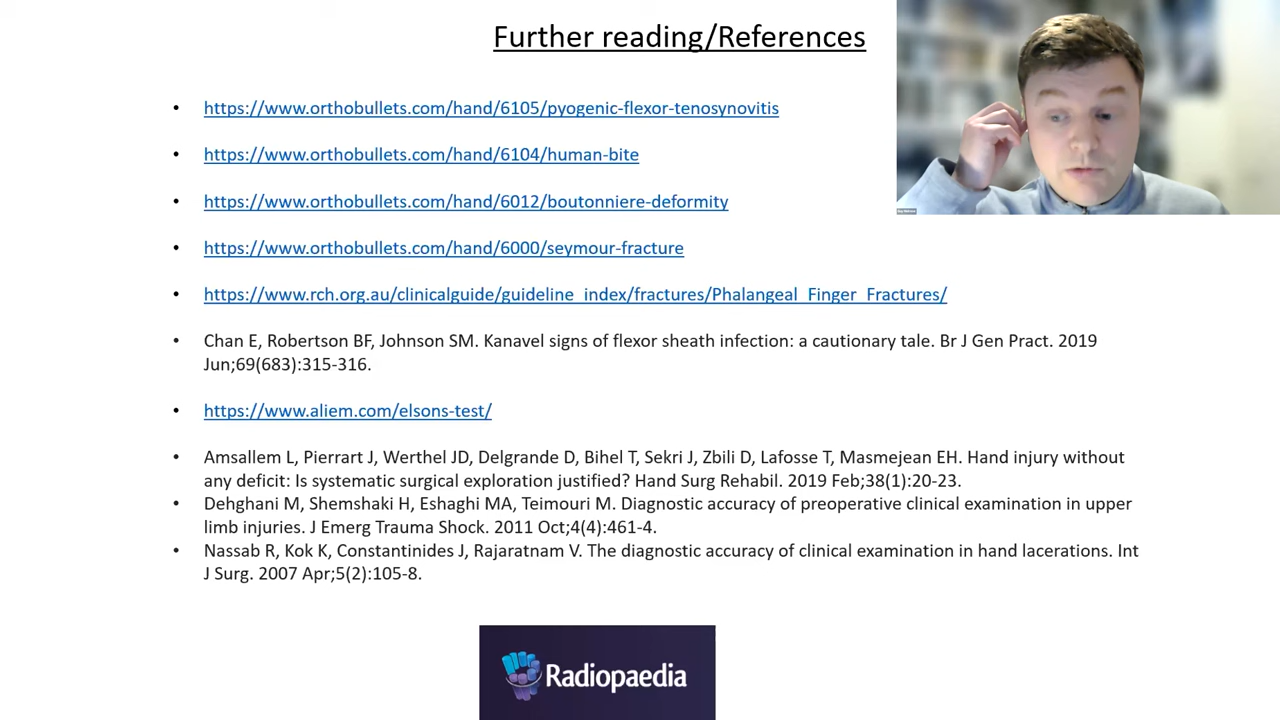 Further reading/References
• https://www.orthobullets.com/hand/6105/pyogenic-flexor-tenosynovitis
• https://www.orthobullets.com/hand/6104/human-bite
• https://www.orthobullets.com/hand/6012/boutonniere-deformity
• https://www.orthobullets.com/hand/6000/seymour-fracture
• https://www.rch.org.au/clinicalguide/guideline_index/fractures/Phalangeal_Finger_Fractures/
• Chan E, Robertson BF, Johnson SM. Kanavel signs of flexor sheath infection: a cautionary tale. Br J Gen Pract. 2019
Jun;69(683):315-316.
• https://www.aliem.com/elsons-test/
• Amsallem L, Pierrart J, Werthel JD, Delgrande D, Bihel T, Sekri J, Zbili D, Lafosse T, Masmejean EH. Hand injury without
any deficit: Is systematic surgical exploration justified? Hand Surg Rehabil. 2019 Feb;38(1):20-23.
• Dehghani M, Shemshaki H, Eshaghi MA, Teimouri M. Diagnostic accuracy of preoperative clinical examination in upper
limb injuries. J Emerg Trauma Shock. 2011 Oct;4(4):461-4.
• Nassab R, Kok K, Constantinides J, Rajaratnam V. The diagnostic accuracy of clinical examination in hand lacerations. Int
J Surg. 2007 Apr;5(2):105-8.
Radiopaedia